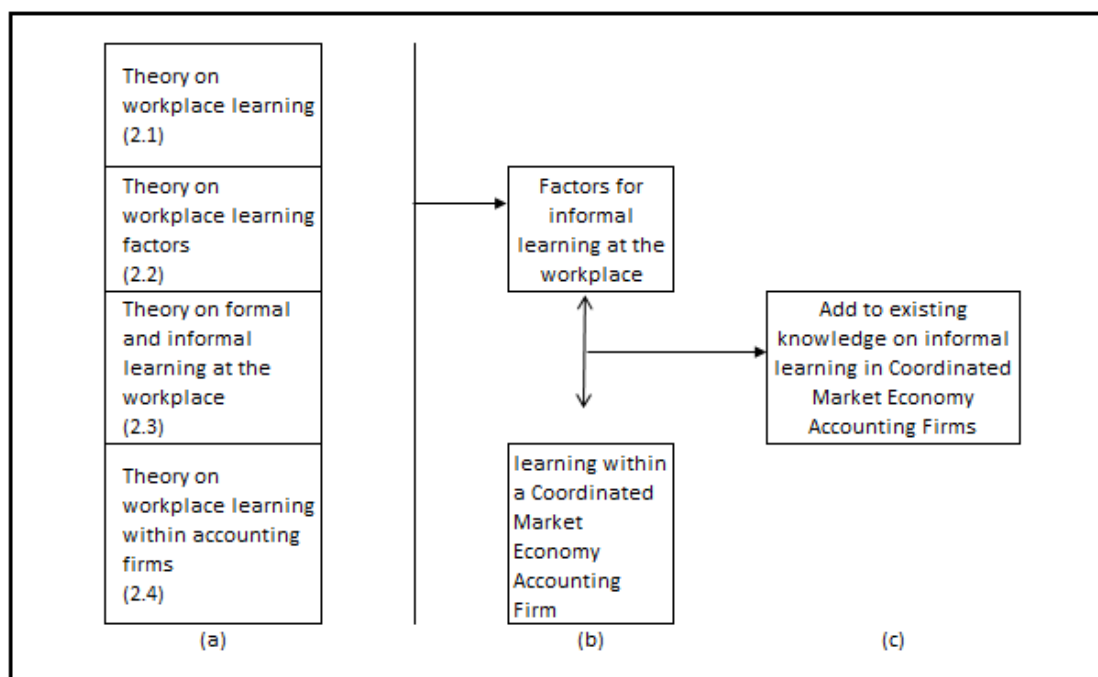 Theory on
workplace learning
(2.1)
Theory on
workplace learning
factors
(2.2)
Theory on formal
and informal
learning at the
workplace
(2.3)
Theory on
workplace learning
within accounting
firms
(2.4)
(a)
Factors for
informal
learning at the
workplace
learning within
a Coordinated
Market
Economy
Accounting
Firm
(b)
Add to existing
knowledge on informal
learning in Coordinated
Market Economy
Accounting Firms
(c)